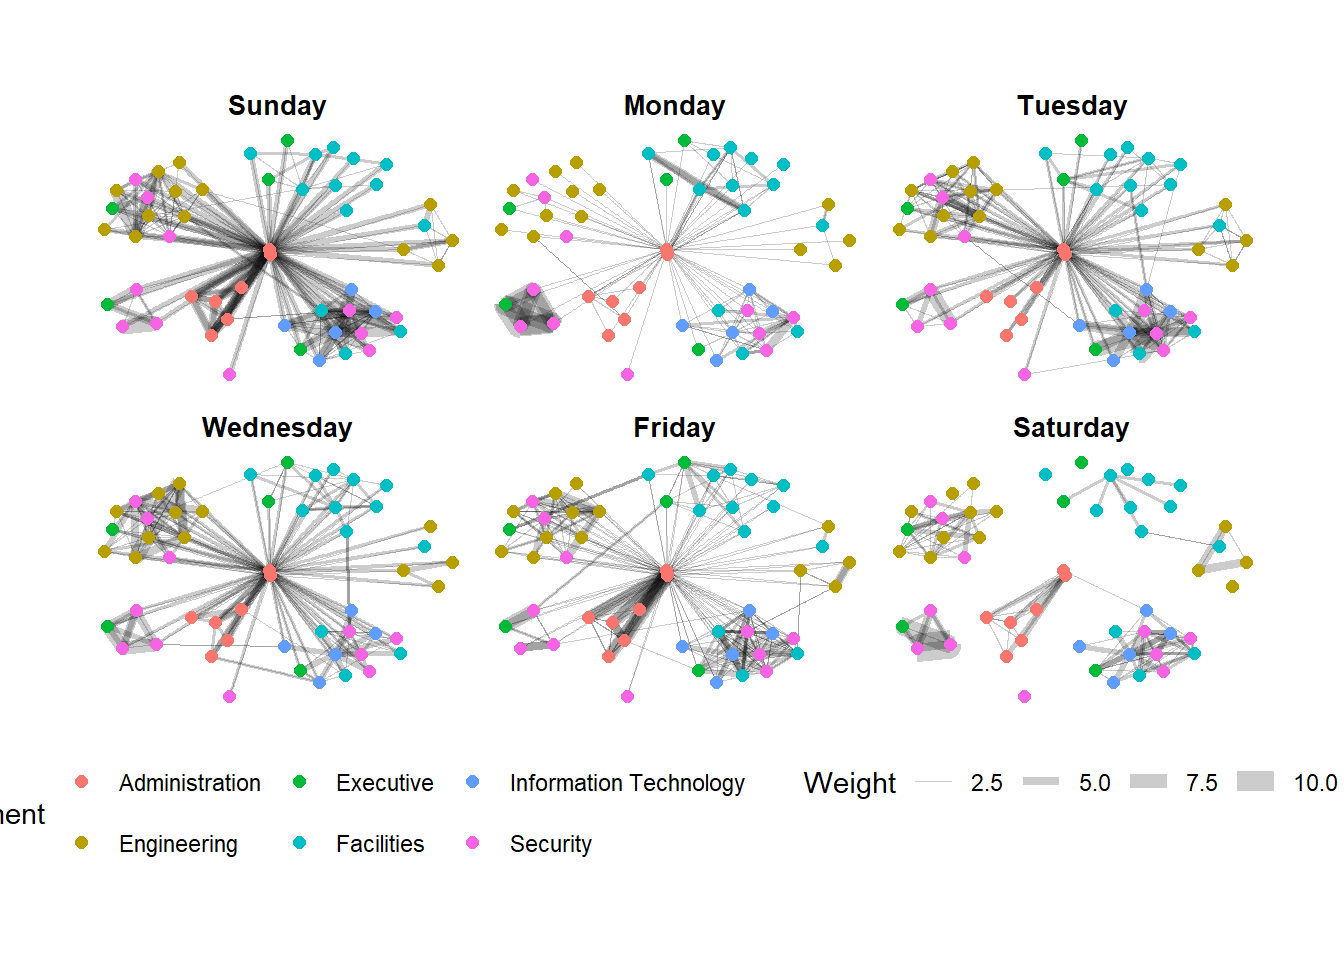 Sunday
Monday
Tuesday
Wednesday
Friday
Saturday
Administration
Executive
Information Technology
Engineering
Facilities
Security
Weight
2.5
5.0
7.5
10.0